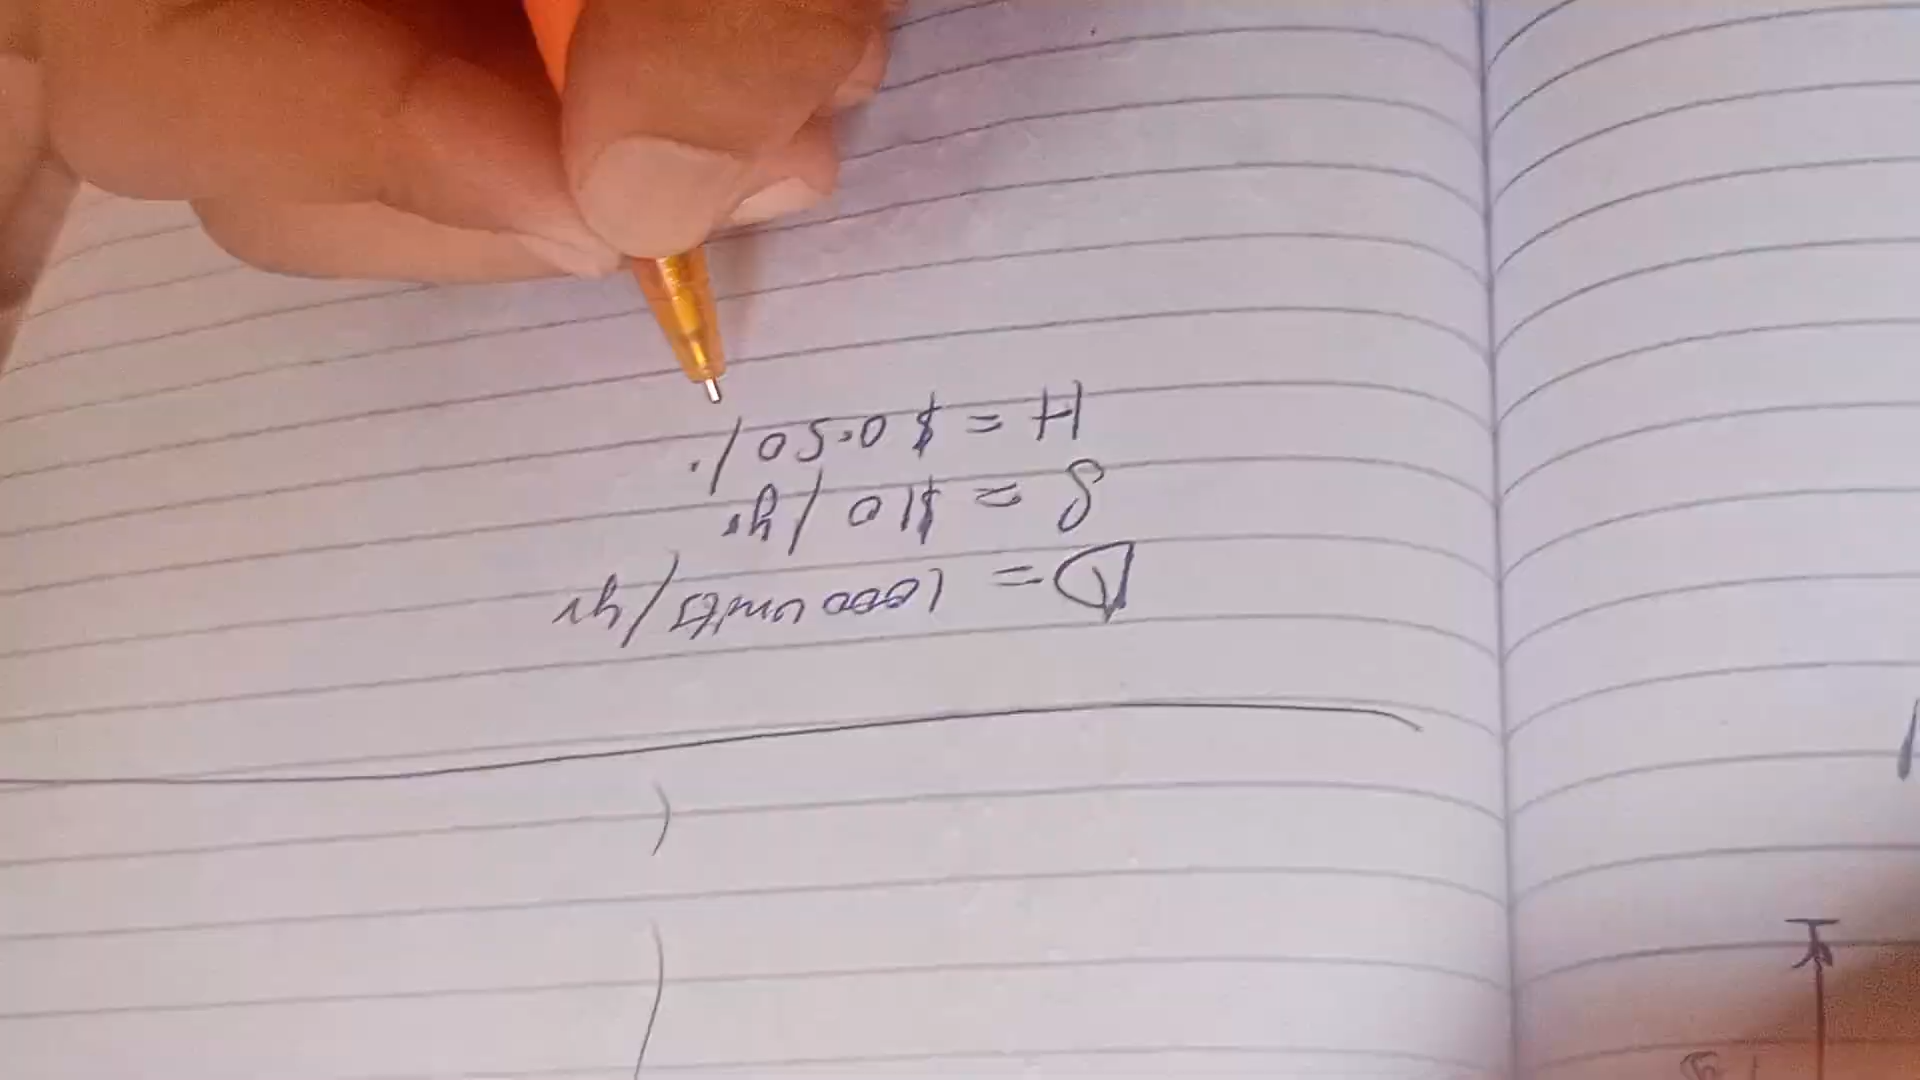 D = 1000 units/yr
S = $10/yr
H = $0.50/